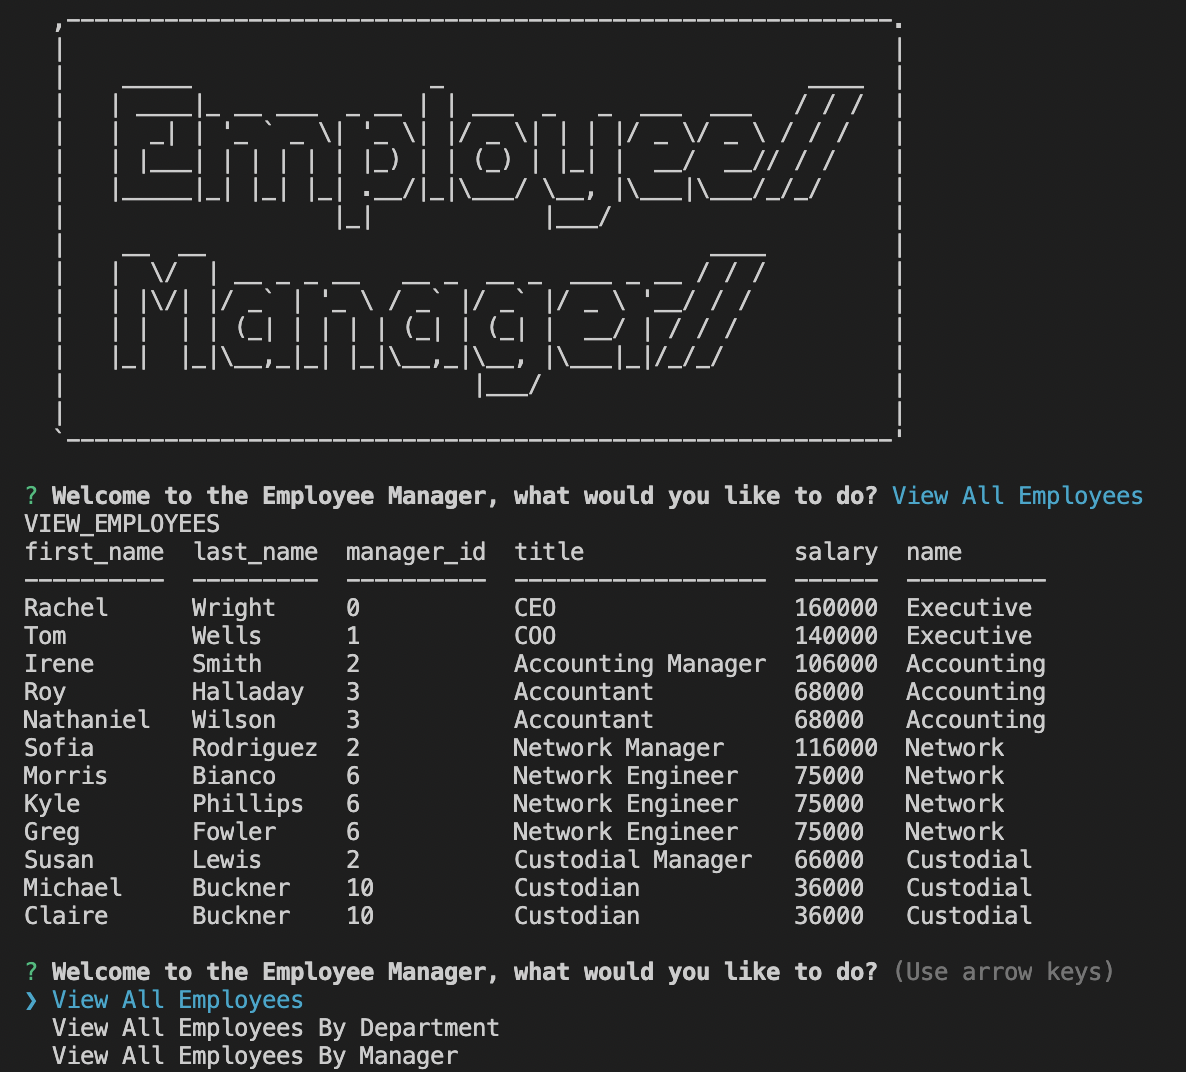 Employee//
Manager//
? Welcome to the Employee Manager, what would you like to do? View All Employees
VIEW_EMPLOYEES
first_name last_name manager_id title salary name
---------- --------- ---------- ------------------ ------ ----------
Rachel Wright 0 CEO 160000 Executive
Tom Wells 1 COO 140000 Executive
Irene Smith 2 Accounting Manager 106000 Accounting
Roy Halladay 3 Accountant 68000 Accounting
Nathaniel Wilson 3 Accountant 68000 Accounting
Sofia Rodriguez 2 Network Manager 116000 Network
Morris Bianco 6 Network Engineer 75000 Network
Kyle Phillips 6 Network Engineer 75000 Network
Greg Fowler 6 Network Engineer 75000 Network
Susan Lewis 2 Custodial Manager 66000 Custodial
Michael Buckner 10 Custodian 36000 Custodial
Claire Buckner 10 Custodian 36000 Custodial
? Welcome to the Employee Manager, what would you like to do? (Use arrow keys)
❯ View All Employees
View All Employees By Department
View All Employees By Manager